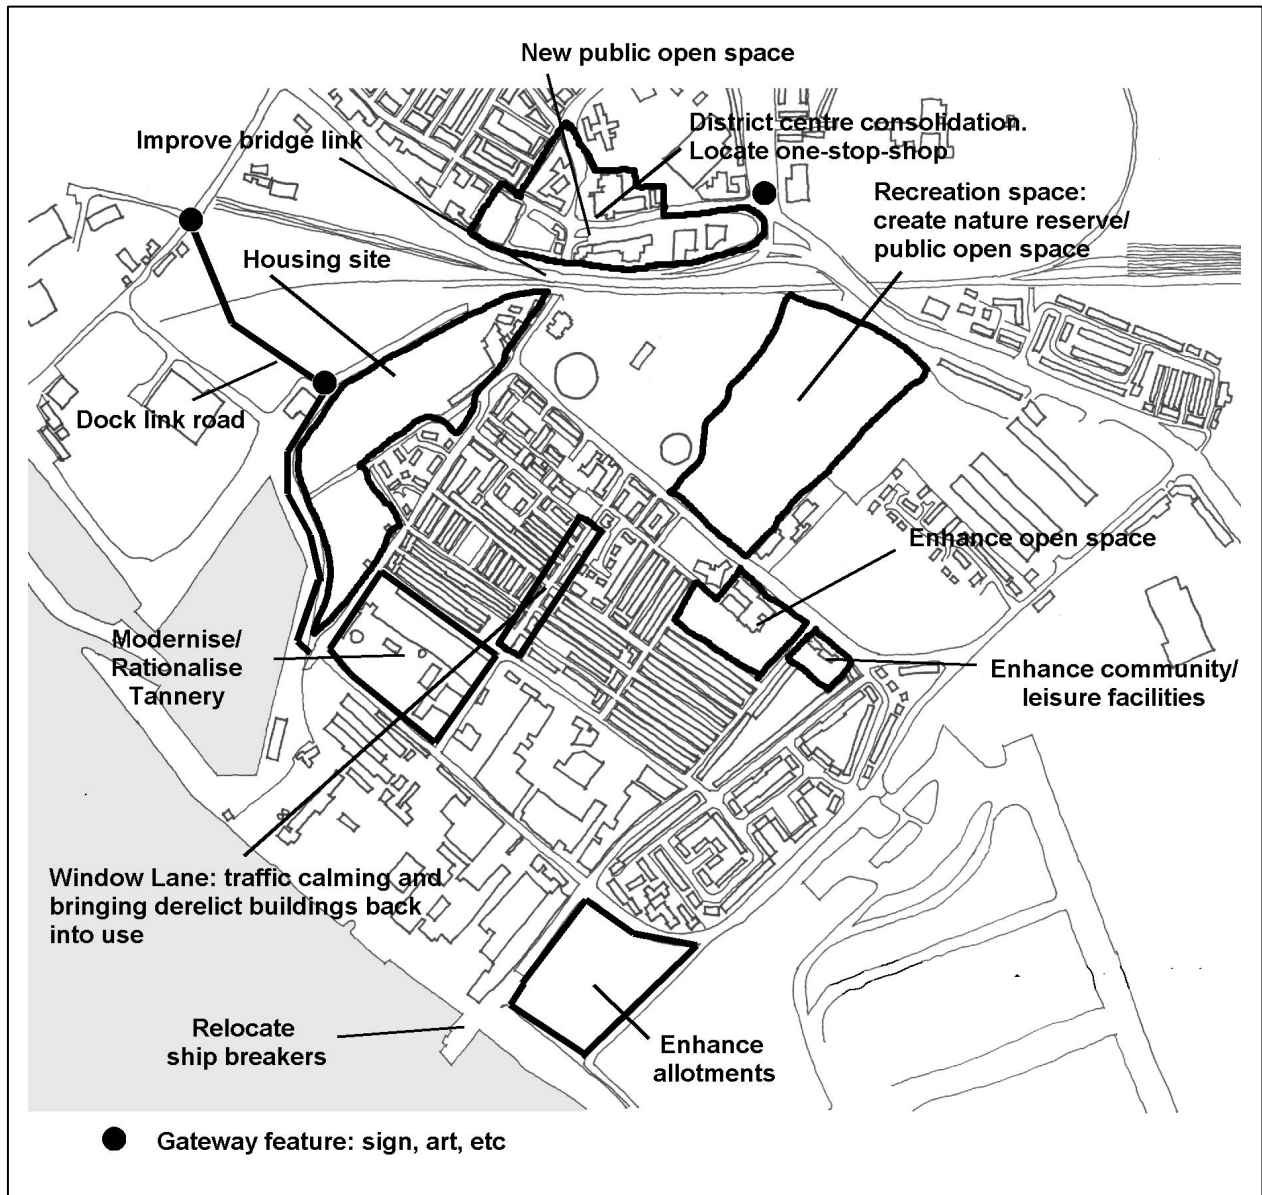 New public open space
Improve bridge link
District centre consolidation.
Locate one-stop-shop
Recreation space:
create nature reserve/
public open space
Housing site
Dock link road
Enhance open space
Modernise/
Rationalise
Tannery
Enhance community/
leisure facilities
Window Lane: traffic calming and
bringing derelict buildings back
into use
Relocate
ship breakers
Enhance
allotments
Gateway feature: sign, art, etc